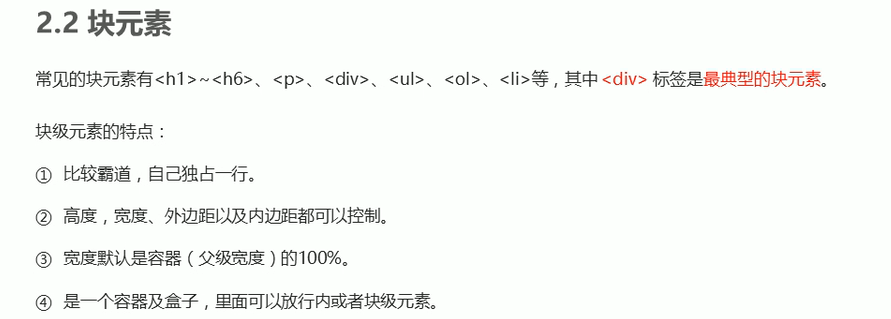 2.2 块元素
常见的块元素有<h1>~<h6>、<p>、<div>、<ul>、<ol>、<li>等，其中 <div> 标签是最典型的块元素。
块级元素的特点：
① 比较霸道，自己独占一行。
② 高度，宽度、外边距以及内边距都可以控制。
③ 宽度默认是容器（父级宽度）的100%。
④ 是一个容器及盒子，里面可以放行内或者块级元素。